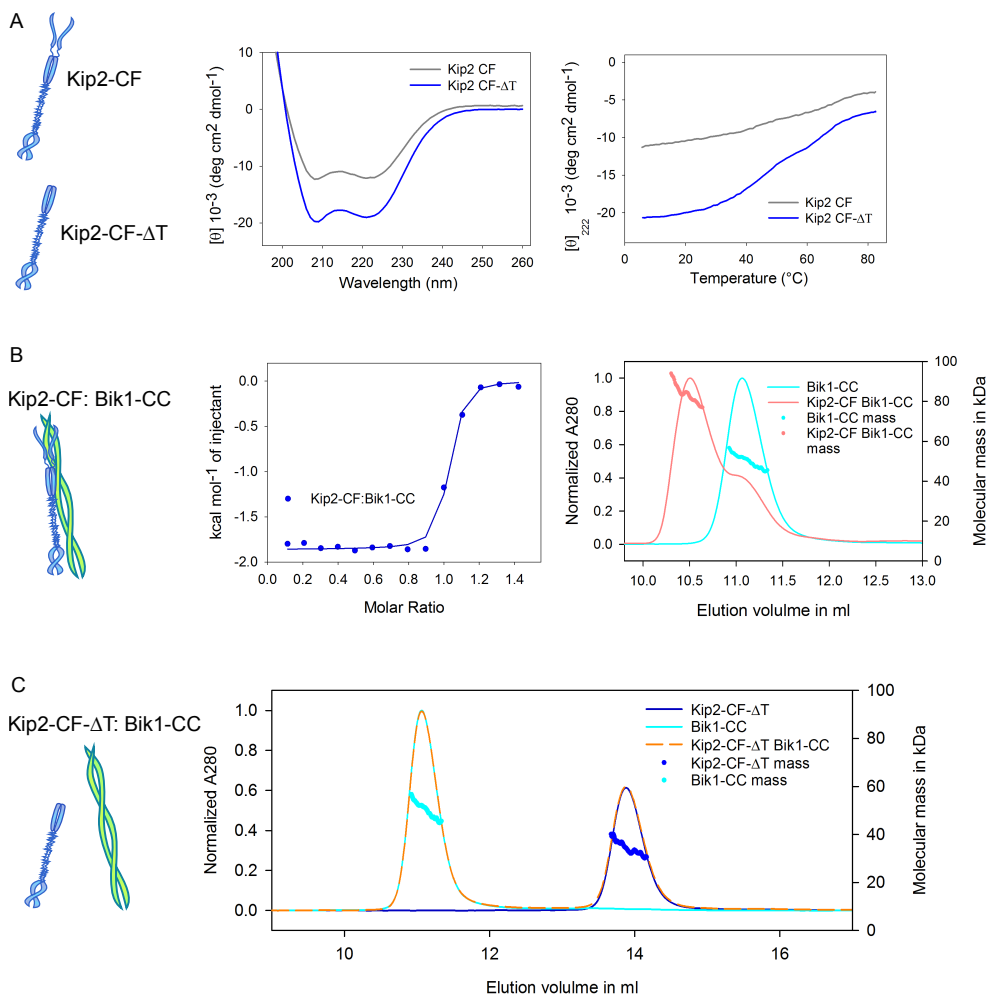 A
Kip2-CF
Kip2-CF-ΔT
[θ] 10⁻³ (deg cm2 dmol⁻¹)
10
0
-10
-20
Kip2 CF
Kip2 CF-ΔT
200 210 220 230 240 250 260
Wavelength (nm)
[θ]₂₂₂ 10⁻³ (deg cm2 dmol⁻¹)
0
-5
-10
-15
-20
Kip2 CF
Kip2 CF-ΔT
0 20 40 60 80
Temperature (°C)
B
Kip2-CF: Bik1-CC
kcal mol⁻¹ of injectant
0.0
-0.5
-1.0
-1.5
-2.0
Kip2-CF:Bik1-CC
0.0 0.2 0.4 0.6 0.8 1.0 1.2 1.4
Molar Ratio
Normalized A280
1.0
0.8
0.6
0.4
0.2
0.0
Bik1-CC
Kip2-CF Bik1-CC
Bik1-CC mass
Kip2-CF Bik1-CC
mass
100
80
60
40
20
0
Molecular mass in kDa
10.0 10.5 11.0 11.5 12.0 12.5 13.0
Elution volulme in ml
C
Kip2-CF-ΔT: Bik1-CC
Normalized A280
1.0
0.8
0.6
0.4
0.2
0.0
Kip2-CF-ΔT
Bik1-CC
Kip2-CF-ΔT Bik1-CC
Kip2-CF-ΔT mass
Bik1-CC mass
100
80
60
40
20
0
Molecular mass in kDa
10 12 14 16
Elution volulme in ml